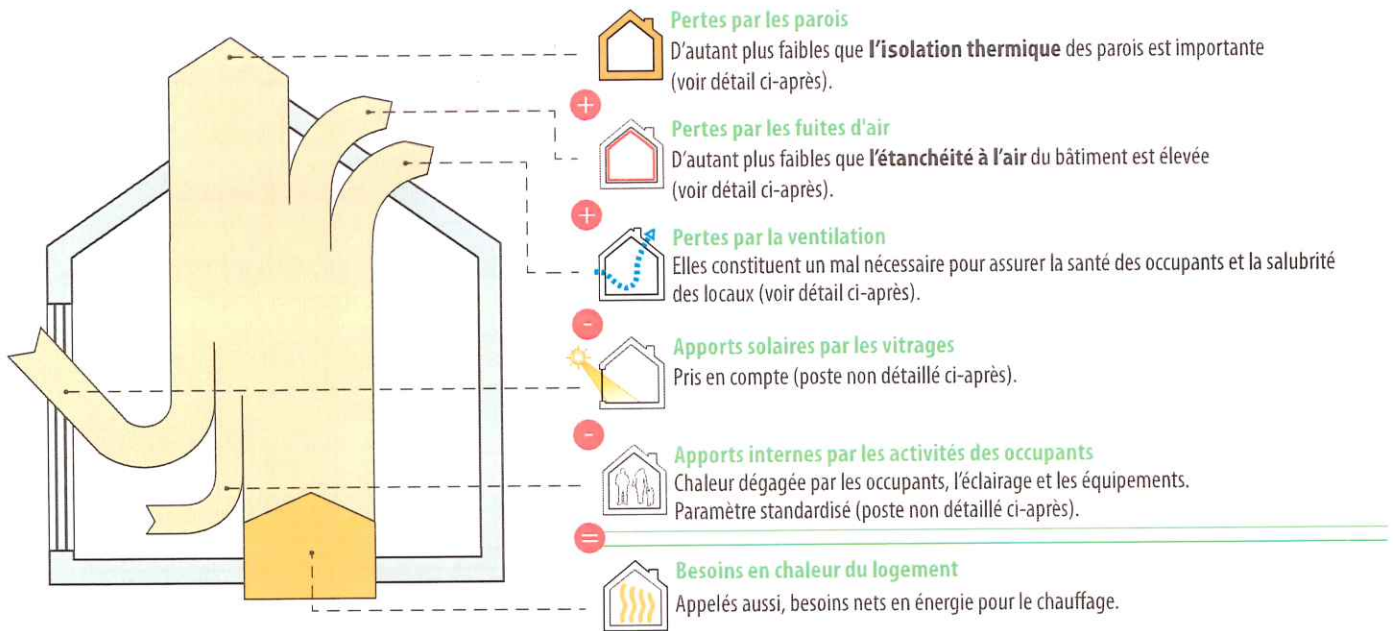 Pertes par les parois
D'autant plus faibles que l'isolation thermique des parois est importante
(voir détail ci-après).
+
Pertes par les fuites d'air
D'autant plus faibles que l'étanchéité à l'air du bâtiment est élevée
(voir détail ci-après).
+
Pertes par la ventilation
Elles constituent un mal nécessaire pour assurer la santé des occupants et la salubrité
des locaux (voir détail ci-après).
-
Apports solaires par les vitrages
Pris en compte (poste non détaillé ci-après).
-
Apports internes par les activités des occupants
Chaleur dégagée par les occupants, l'éclairage et les équipements.
Paramètre standardisé (poste non détaillé ci-après).
=
Besoins en chaleur du logement
Appelés aussi, besoins nets en énergie pour le chauffage.